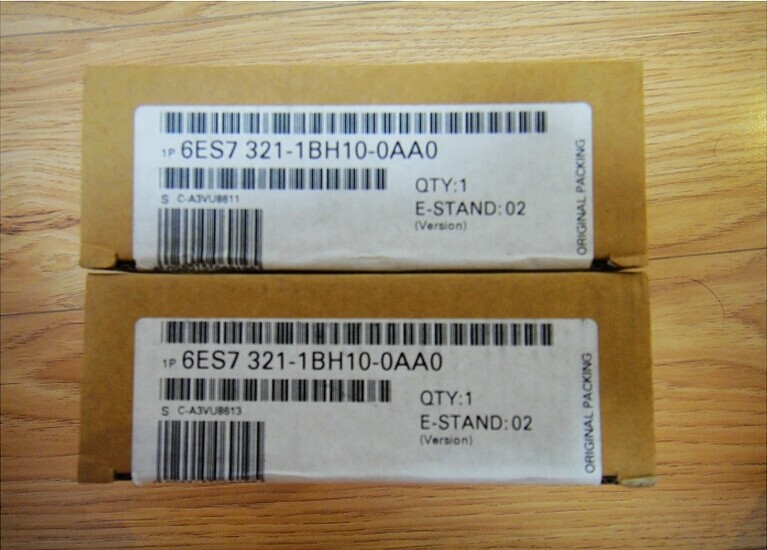 1P 6ES7 321-1BH10-0AA0
S C-A3VU8611
QTY:1
E-STAND:02
(Version)
ORIGINAL PACKING
1P 6ES7 321-1BH10-0AA0
S C-A3VU8613
QTY:1
E-STAND:02
(Version)
ORIGINAL PACKING